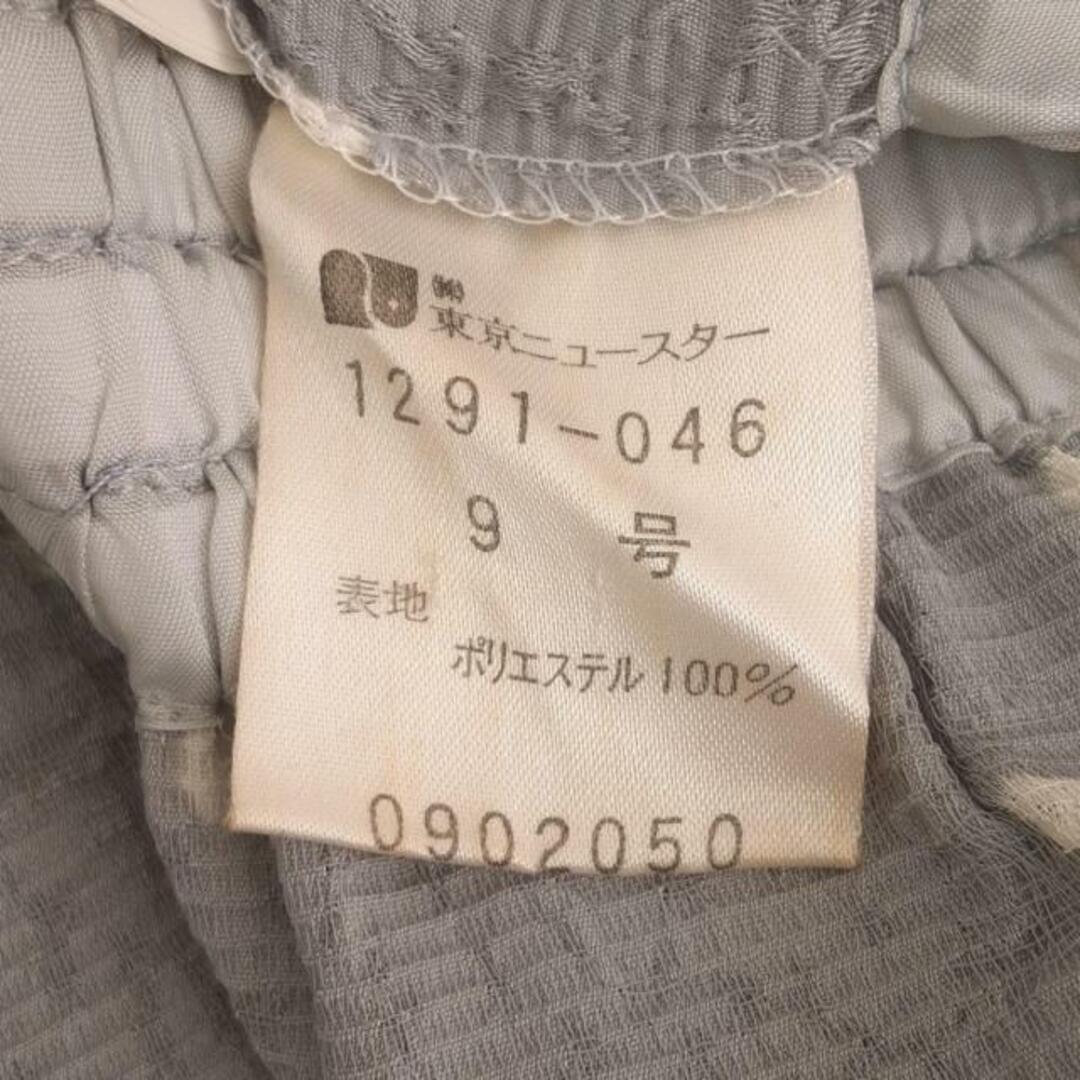 ㈱
東京ニュースター
1291-046
9 号
表地
ポリエステル 100%
0902050